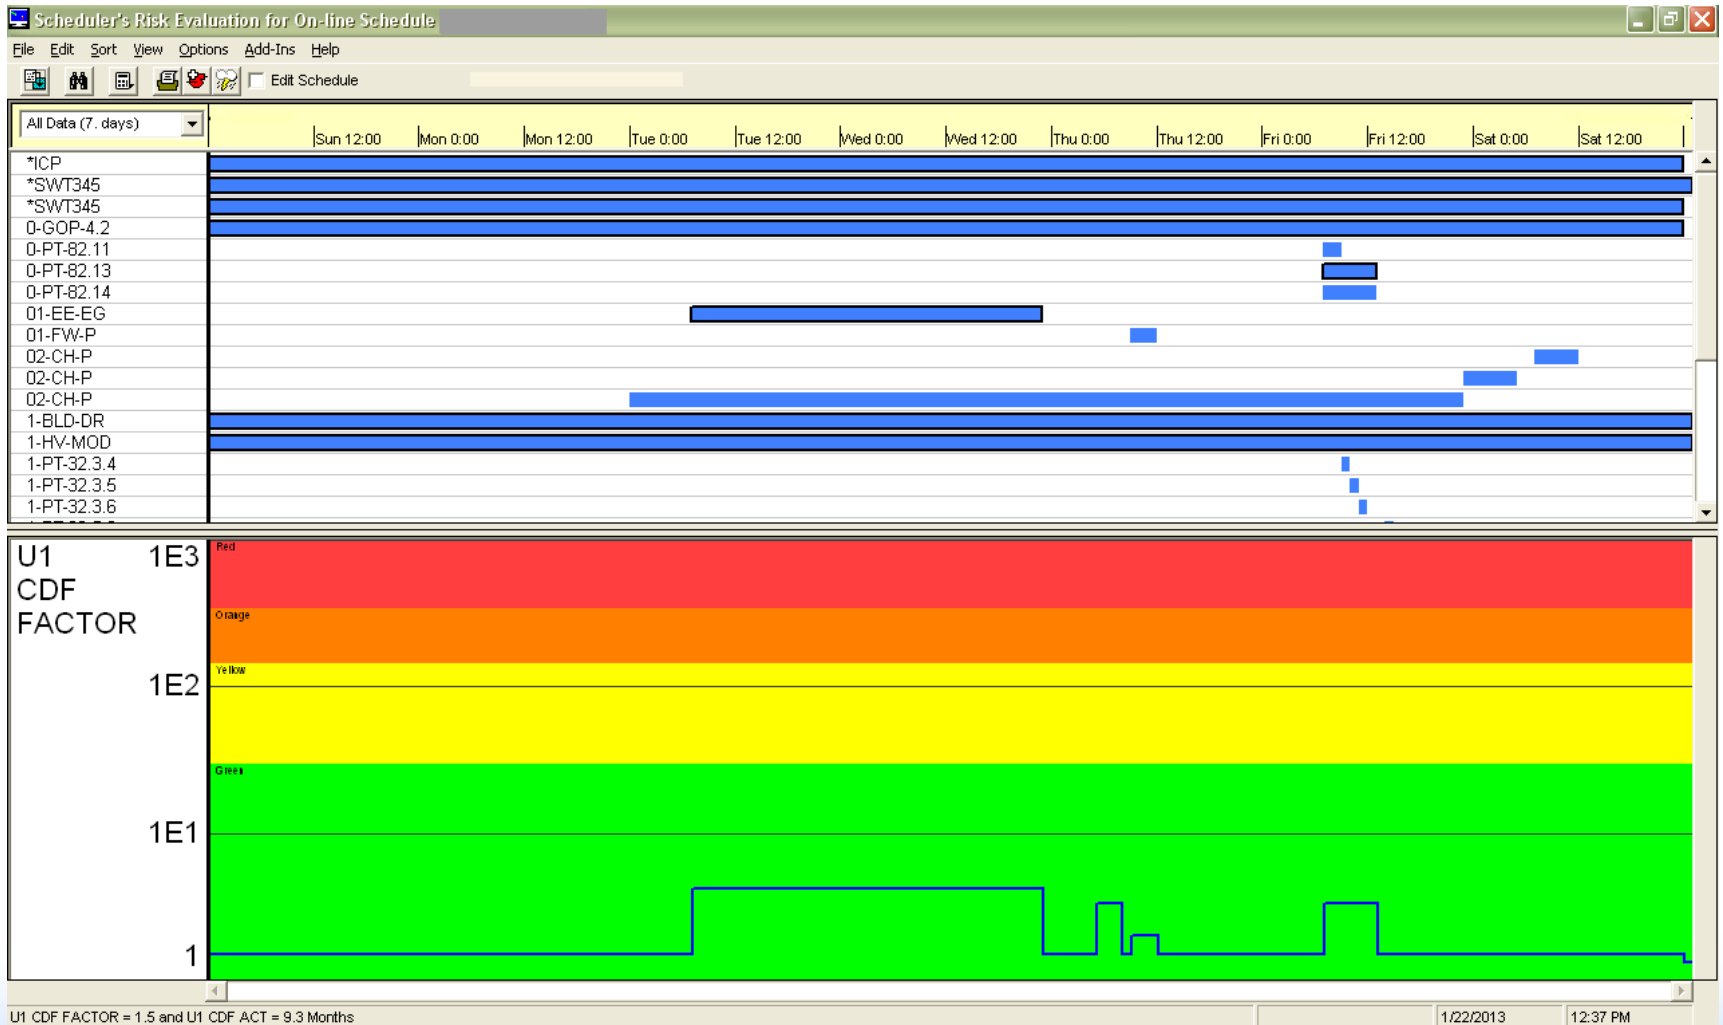 Scheduler's Risk Evaluation for On-line Schedule
File Edit Sort View Options Add-Ins Help
Edit Schedule
All Data (7. days)
Sun 12:00 Mon 0:00 Mon 12:00 Tue 0:00 Tue 12:00 Wed 0:00 Wed 12:00 Thu 0:00 Thu 12:00 Fri 0:00 Fri 12:00 Sat 0:00 Sat 12:00
*ICP
*SWT345
*SWT345
0-GOP-4.2
0-PT-82.11
0-PT-82.13
0-PT-82.14
01-EE-EG
01-FW-P
02-CH-P
02-CH-P
02-CH-P
1-BLD-DR
1-HV-MOD
1-PT-32.3.4
1-PT-32.3.5
1-PT-32.3.6
U1 CDF FACTOR
1E3
Red
Orange
Yellow
1E2
Green
1E1
1
U1 CDF FACTOR = 1.5 and U1 CDF ACT = 9.3 Months
1/22/2013
12:37 PM